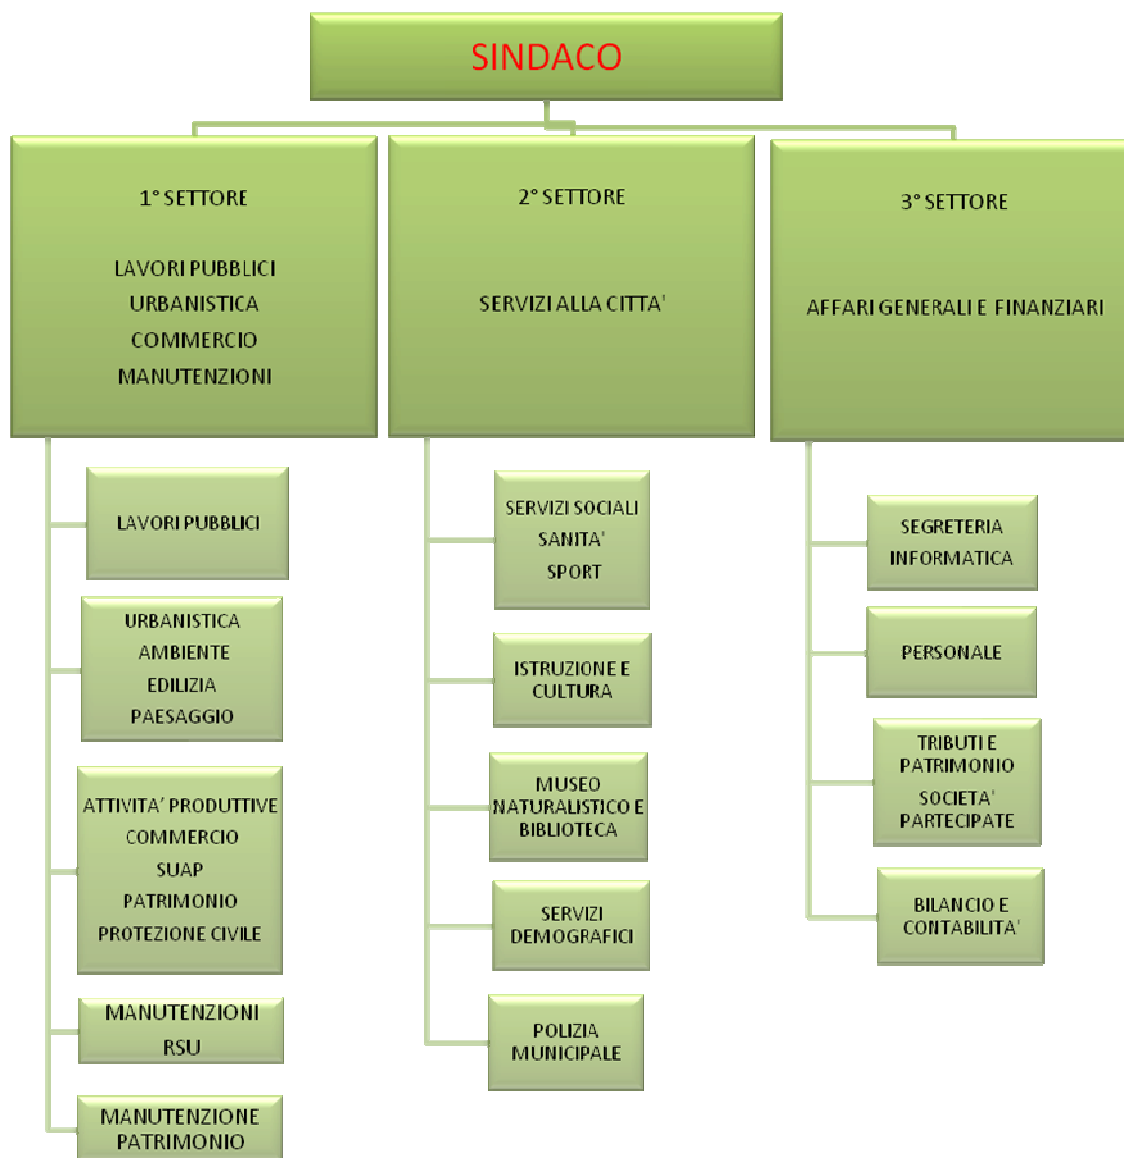 SINDACO
1° SETTORE
LAVORI PUBBLICI
URBANISTICA
COMMERCIO
MANUTENZIONI
2° SETTORE
SERVIZI ALLA CITTA'
3° SETTORE
AFFARI GENERALI E FINANZIARI
LAVORI PUBBLICI
URBANISTICA
AMBIENTE
EDILIZIA
PAESAGGIO
ATTIVITA' PRODUTTIVE
COMMERCIO
SUAP
PATRIMONIO
PROTEZIONE CIVILE
MANUTENZIONI
RSU
MANUTENZIONE
PATRIMONIO
SERVIZI SOCIALI
SANITA'
SPORT
ISTRUZIONE E
CULTURA
MUSEO
NATURALISTICO E
BIBLIOTECA
SERVIZI
DEMOGRAFICI
POLIZIA
MUNICIPALE
SEGRETERIA
INFORMATICA
PERSONALE
TRIBUTI E
PATRIMONIO
SOCIETA'
PARTECIPATE
BILANCIO E
CONTABILITA'